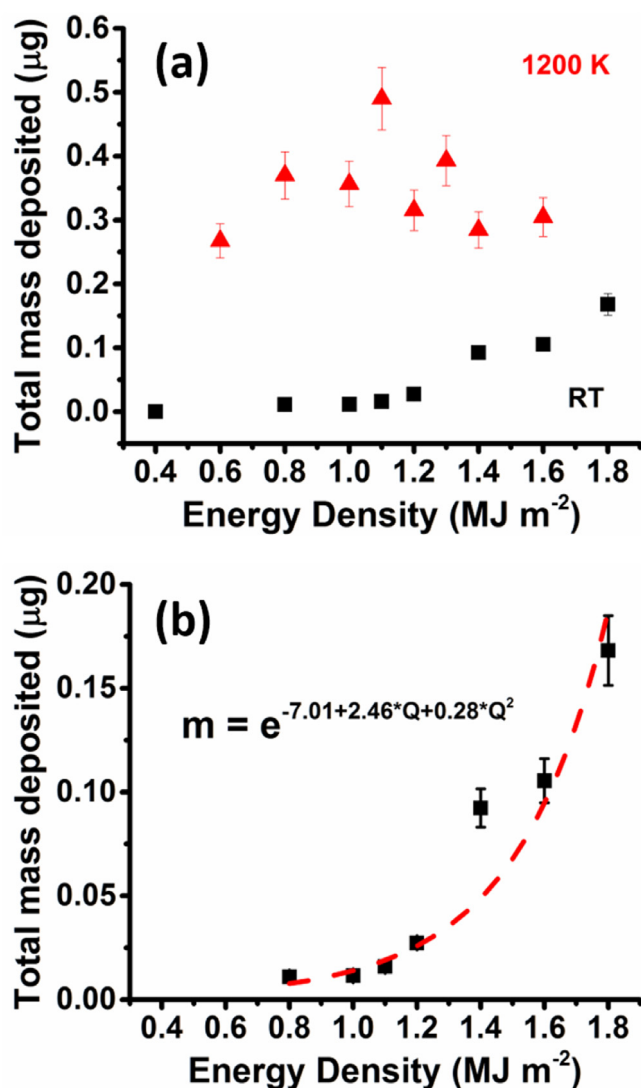 (a)
1200 K
RT
Total mass deposited (μg)
0.6
0.5
0.4
0.3
0.2
0.1
0.0
0.4 0.6 0.8 1.0 1.2 1.4 1.6 1.8
Energy Density (MJ m⁻²)
(b)
m = e^-7.01+2.46*Q+0.28*Q²
Total mass deposited (μg)
0.20
0.15
0.10
0.05
0.00
0.4 0.6 0.8 1.0 1.2 1.4 1.6 1.8
Energy Density (MJ m⁻²)